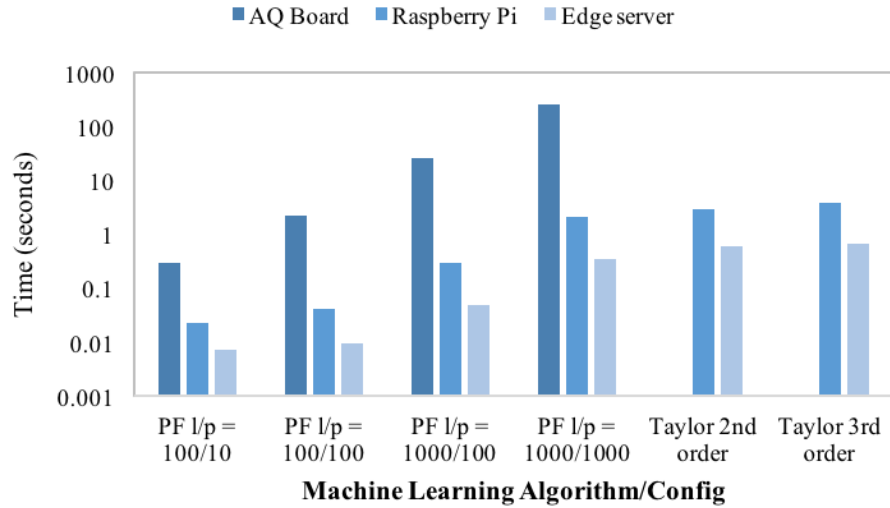 AQ Board Raspberry Pi Edge server
1000
100
10
1
0.1
0.01
0.001
Time (seconds)
PF l/p =
100/10
PF l/p =
100/100
PF l/p =
1000/100
PF l/p =
1000/1000
Taylor 2nd
order
Taylor 3rd
order
Machine Learning Algorithm/Config